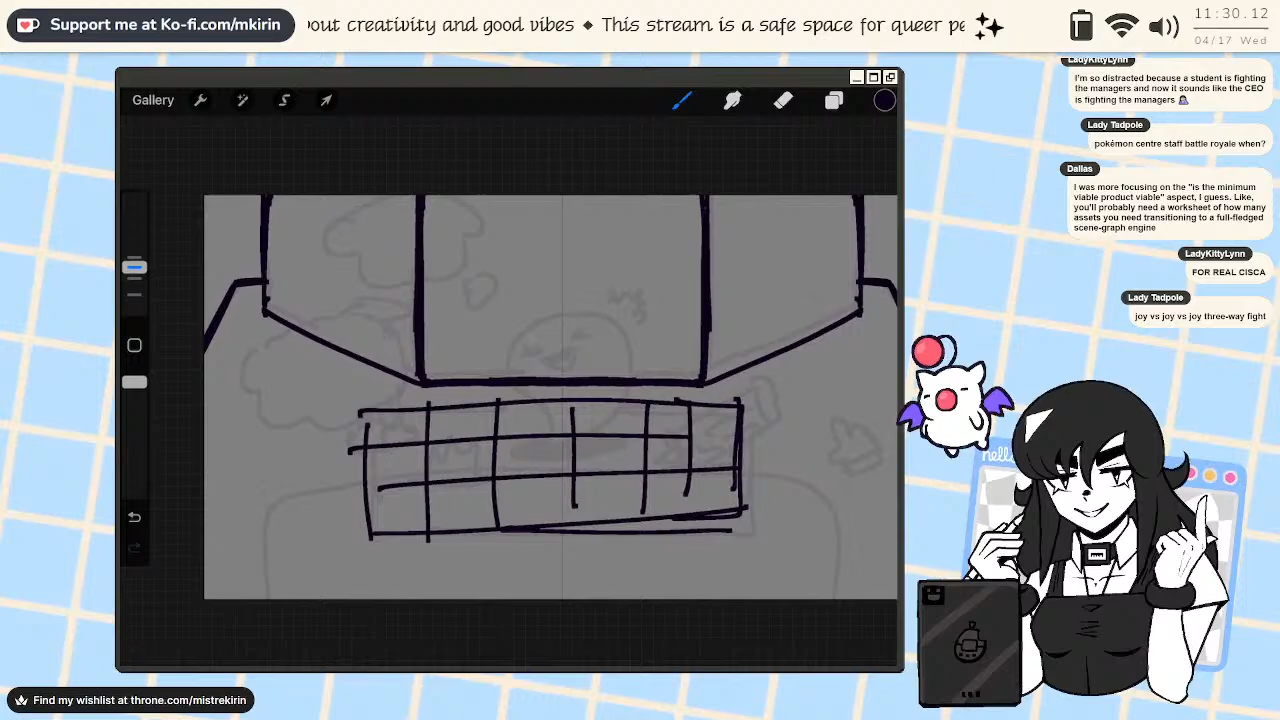 Support me at Ko-fi.com/mkirin
out creativity and good vibes ◆ This stream is a safe space for queer pe
11:30.12
04/17 Wed
Gallery
LadyKittyLynn
I'm so distracted because a student is fighting
the managers and now it sounds like the CEO
is fighting the managers
Lady Tadpole
pokémon centre staff battle royale when?
Dallas
I was more focusing on the "is the minimum
viable product viable" aspect, I guess. Like,
you'll probably need a worksheet of how many
assets you need transitioning to a full-fledged
scene-graph engine
LadyKittyLynn
FOR REAL CISCA
Lady Tadpole
joy vs joy vs joy three-way fight
Find my wishlist at throne.com/mistrekirin